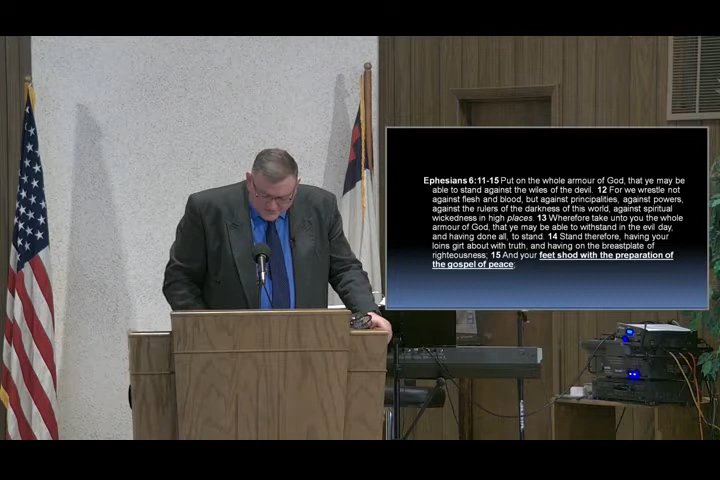 Ephesians 6:11-15 Put on the whole armour of God, that ye may be
able to stand against the wiles of the devil. 12 For we wrestle not
against flesh and blood, but against principalities, against powers,
against the rulers of the darkness of this world, against spiritual
wickedness in high places. 13 Wherefore take unto you the whole
armour of God, that ye may be able to withstand in the evil day,
and having done all, to stand. 14 Stand therefore, having your
loins girt about with truth, and having on the breastplate of
righteousness; 15 And your feet shod with the preparation of
the gospel of peace;